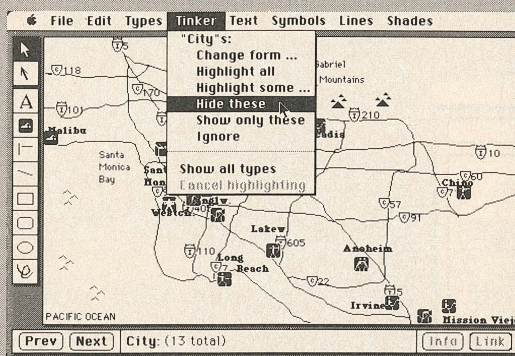 File Edit Types Tinker Text Symbols Lines Shades
"City"s:
Change form ...
Highlight all
Highlight some ...
Hide these
Show only these
Ignore
Show all types
Cancel highlighting
5
118
170
101
Malibu
Santa
Monica
Bay
Gabriel
Mountains
210
10
60
Chino
57
91
Lakew.
605
110
Long
Beach
7
22
Anaheim
5
Irvine
Mission Viej
PACIFIC OCEAN
A
Prev Next City: (13 total) Info Link